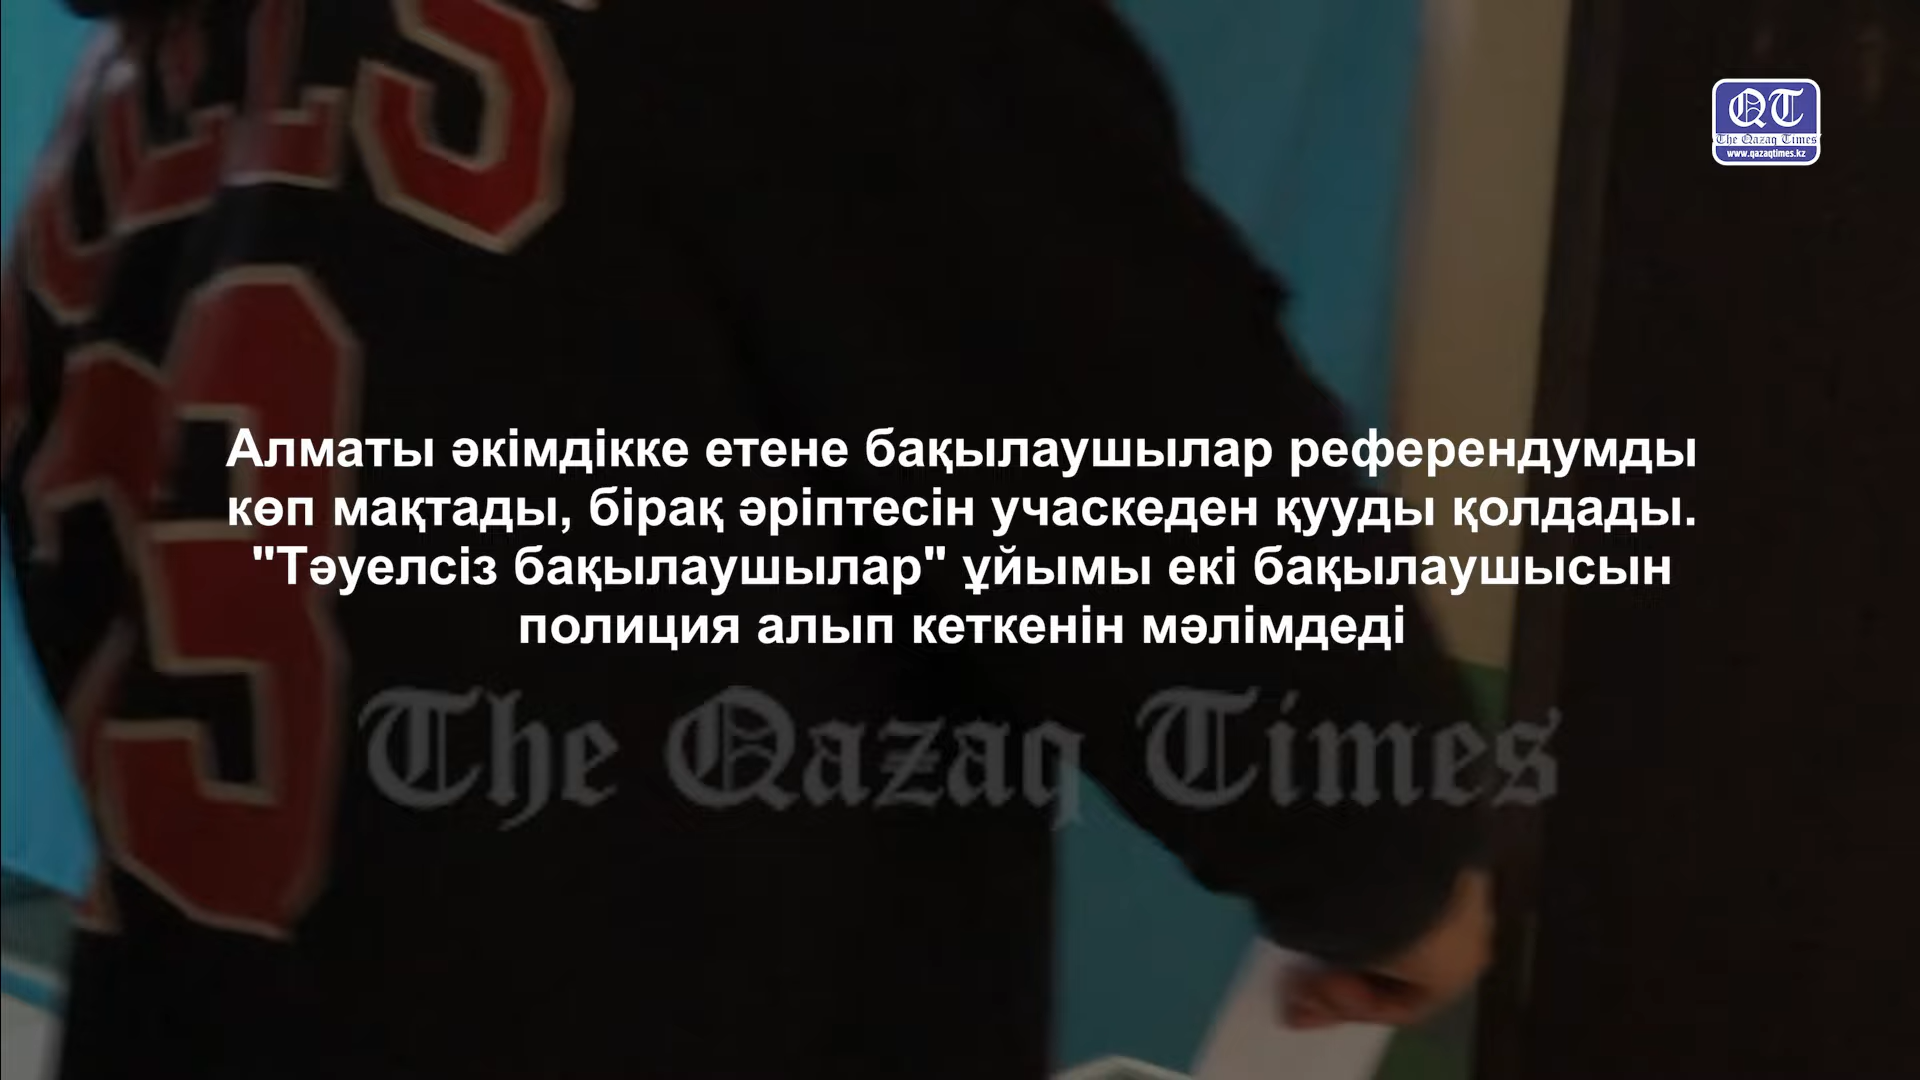 QT
The Qazaq Times
www.qazaqtimes.kz
Алматы әкімдікке етене бақылаушылар референдумды
көп мақтады, бірақ әріптесін учаскеден қууды қолдады.
"Тәуелсіз бақылаушылар" ұйымы екі бақылаушысын
полиция алып кеткенін мәлімдеді
The Qazaq Times